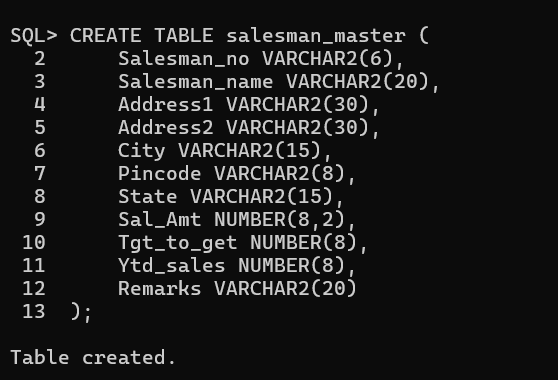 SQL> CREATE TABLE salesman_master (
  2      Salesman_no VARCHAR2(6),
  3      Salesman_name VARCHAR2(20),
  4      Address1 VARCHAR2(30),
  5      Address2 VARCHAR2(30),
  6      City VARCHAR2(15),
  7      Pincode VARCHAR2(8),
  8      State VARCHAR2(15),
  9      Sal_Amt NUMBER(8,2),
 10      Tgt_to_get NUMBER(8),
 11      Ytd_sales NUMBER(8),
 12      Remarks VARCHAR2(20)
 13  );
Table created.